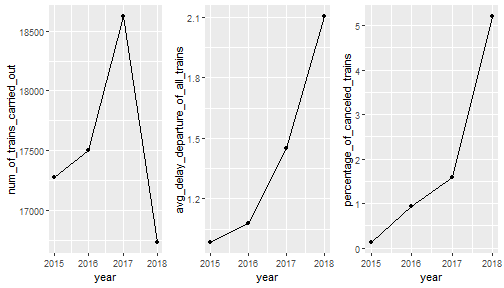 num_of_trains_carried_out
18500
18000
17500
17000
2015 2016 2017 2018
year
avg_delay_departure_of_all_trains
2.1
1.8
1.5
1.2
2015 2016 2017 2018
year
percentage_of_canceled_trains
5
4
3
2
1
0
2015 2016 2017 2018
year